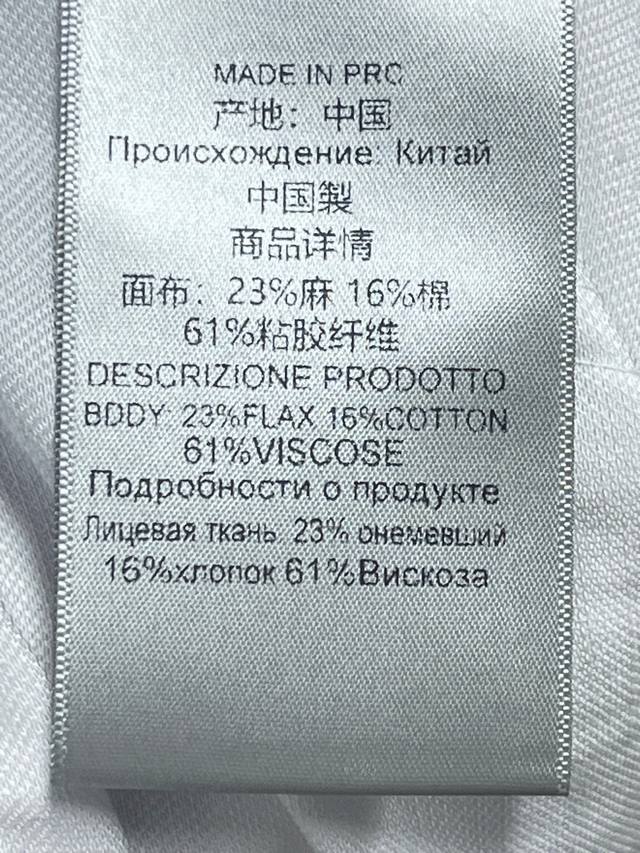 MADE IN PRC
产地：中国
Происхождение: Китай
中国製
商品详情
面布：23%麻 16%棉
61%粘胶纤维
DESCRIZIONE PRODOTTO
BDDY: 23%FLAX 16%COTTON
61%VISCOSE
Подробности о продукте
Лицевая ткань: 23% онемевший
16%хлопок 61%Вискоза